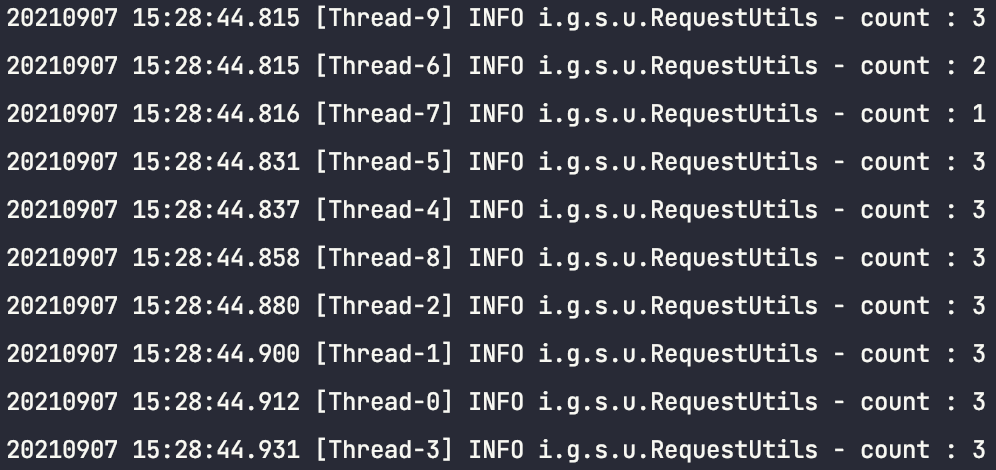 20210907 15:28:44.815 [Thread-9] INFO i.g.s.u.RequestUtils - count : 3
20210907 15:28:44.815 [Thread-6] INFO i.g.s.u.RequestUtils - count : 2
20210907 15:28:44.816 [Thread-7] INFO i.g.s.u.RequestUtils - count : 1
20210907 15:28:44.831 [Thread-5] INFO i.g.s.u.RequestUtils - count : 3
20210907 15:28:44.837 [Thread-4] INFO i.g.s.u.RequestUtils - count : 3
20210907 15:28:44.858 [Thread-8] INFO i.g.s.u.RequestUtils - count : 3
20210907 15:28:44.880 [Thread-2] INFO i.g.s.u.RequestUtils - count : 3
20210907 15:28:44.900 [Thread-1] INFO i.g.s.u.RequestUtils - count : 3
20210907 15:28:44.912 [Thread-0] INFO i.g.s.u.RequestUtils - count : 3
20210907 15:28:44.931 [Thread-3] INFO i.g.s.u.RequestUtils - count : 3